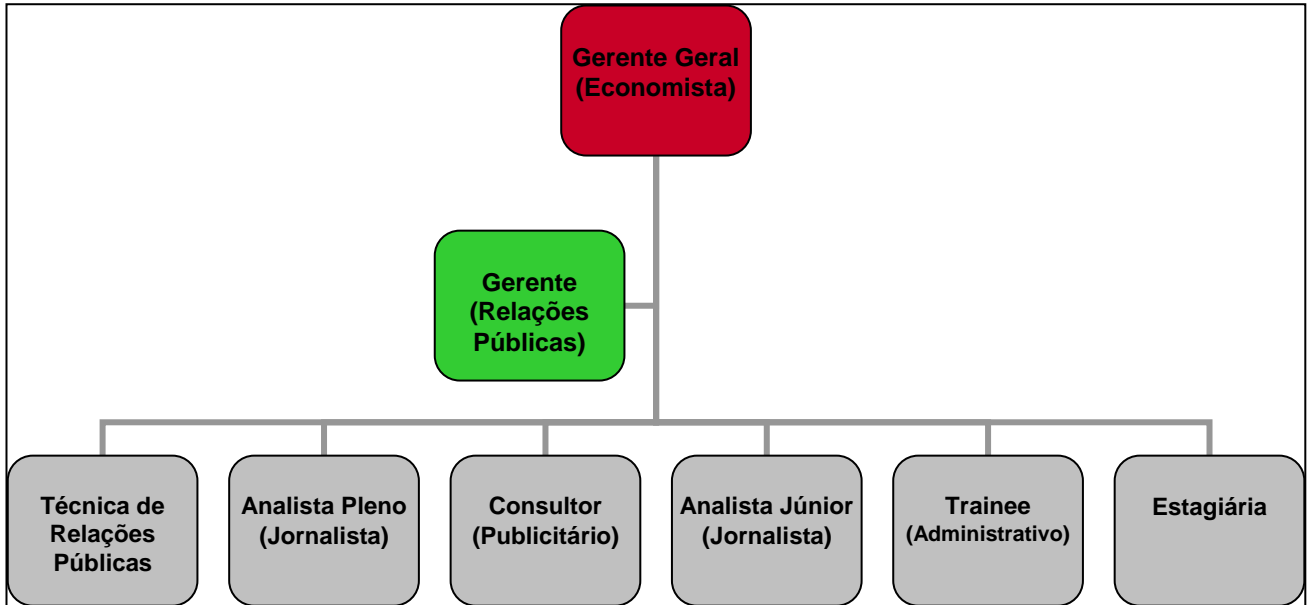 Gerente Geral
(Economista)
Gerente
(Relações
Públicas)
Técnica de
Relações
Públicas
Analista Pleno
(Jornalista)
Consultor
(Publicitário)
Analista Júnior
(Jornalista)
Trainee
(Administrativo)
Estagiária